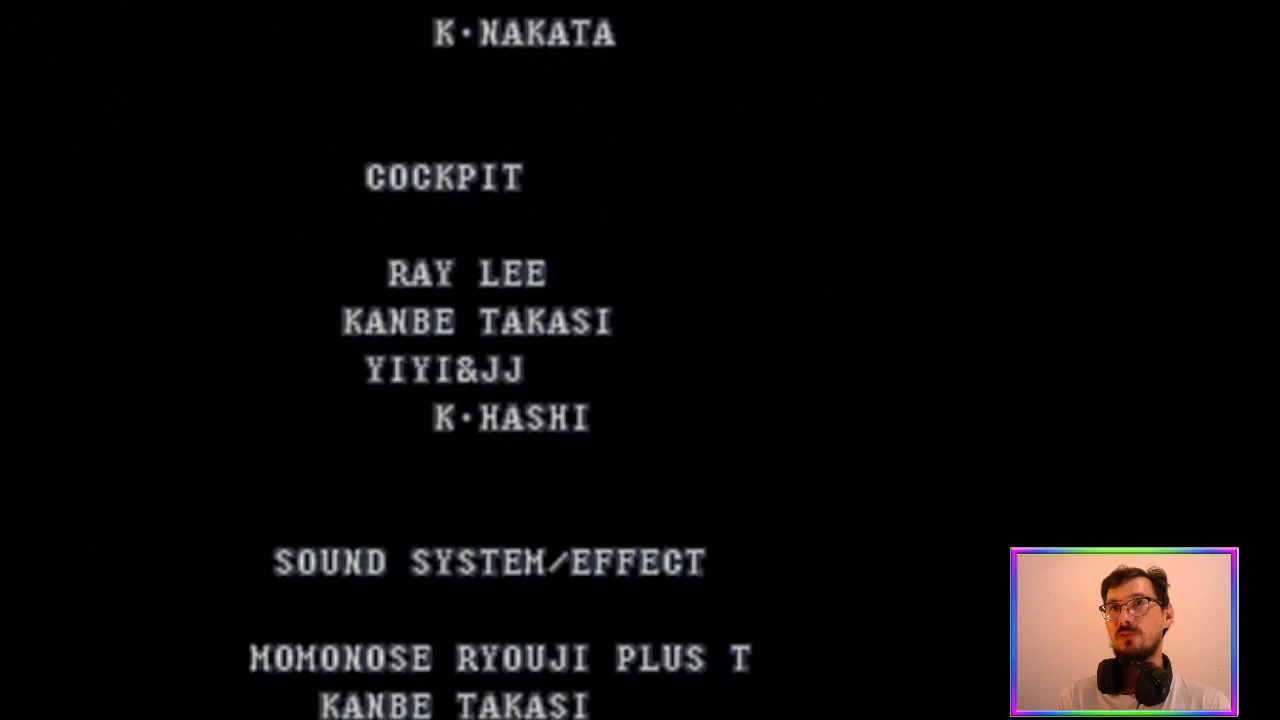 K·NAKATA
COCKPIT
RAY LEE
KANBE TAKASI
YIYI&JJ
K·HASHI
SOUND SYSTEM/EFFECT
MOMONOSE RYOUJI PLUS T
KANBE TAKASI